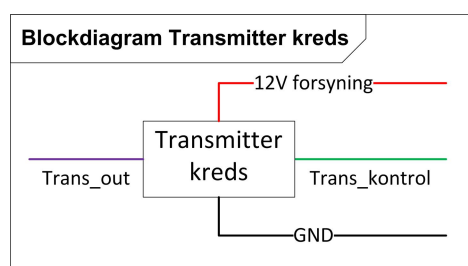 Blockdiagram Transmitter kreds
12V forsyning
Transmitter
kreds
Trans_out
Trans_kontrol
GND